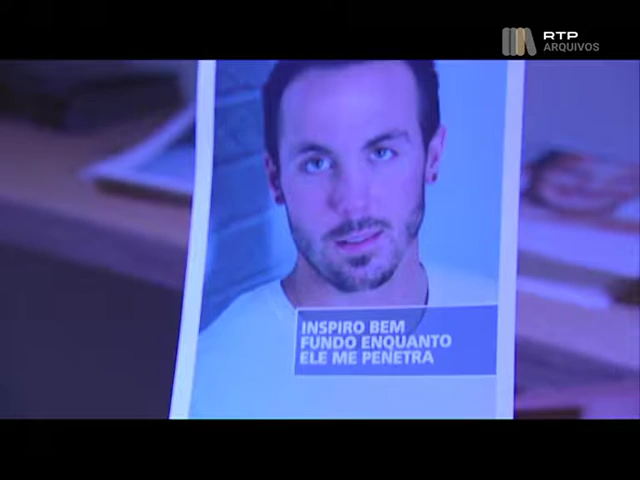 RTP
ARQUIVOS
INSPIRO BEM
FUNDO ENQUANTO
ELE ME PENETRA